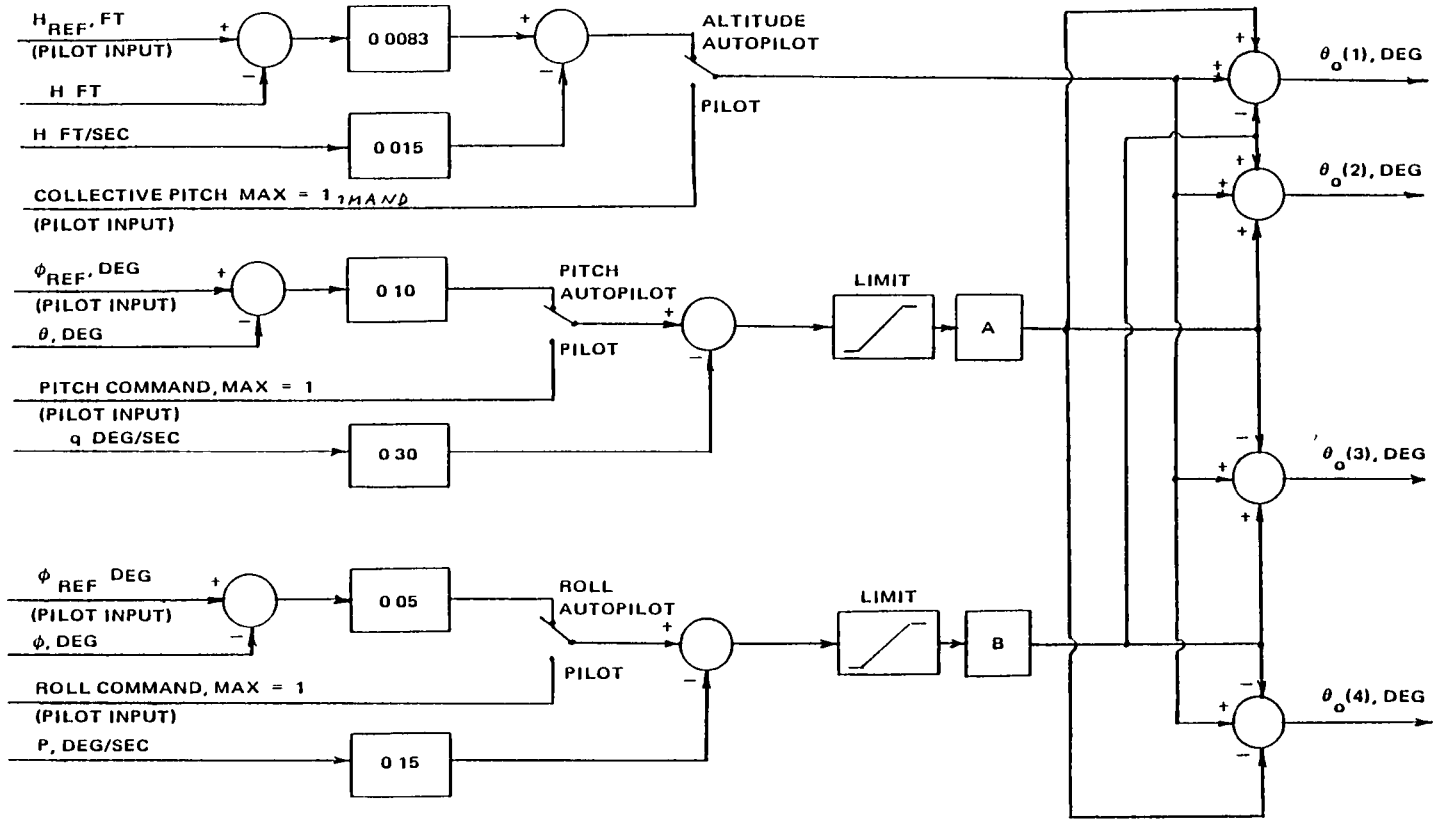 H_REF, FT
(PILOT INPUT)
H FT
H FT/SEC
COLLECTIVE PITCH MAX = 1
(PILOT INPUT)
0 0083
0 015
ALTITUDE
AUTOPILOT
PILOT
ϕ_REF, DEG
(PILOT INPUT)
θ, DEG
PITCH COMMAND, MAX = 1
(PILOT INPUT)
q DEG/SEC
0 10
0 30
PITCH
AUTOPILOT
PILOT
LIMIT
A
ϕ_REF DEG
(PILOT INPUT)
ϕ, DEG
ROLL COMMAND, MAX = 1
(PILOT INPUT)
P, DEG/SEC
0 05
0 15
ROLL
AUTOPILOT
PILOT
LIMIT
B
θ_o(1), DEG
θ_o(2), DEG
θ_o(3), DEG
θ_o(4), DEG